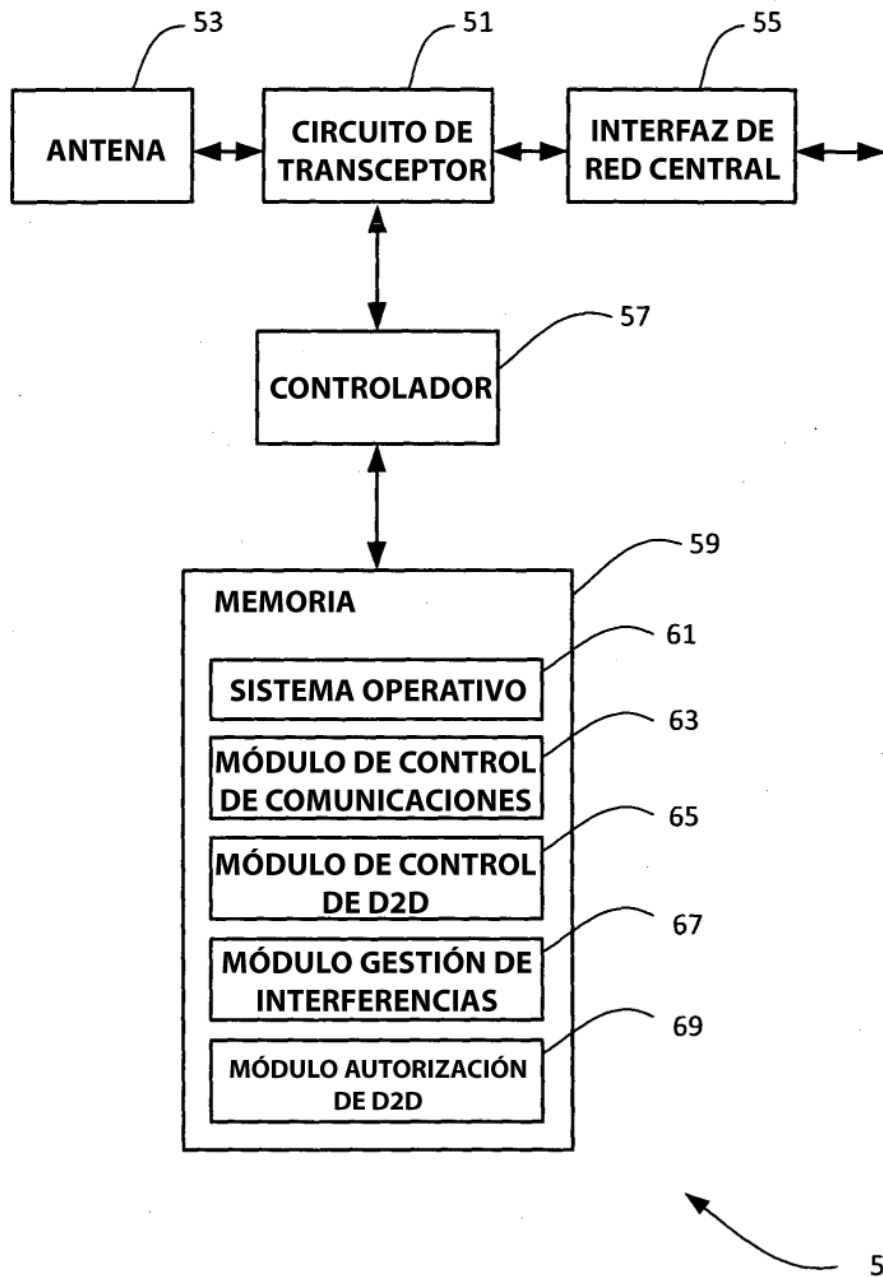 53
51
55
ANTENA
CIRCUITO DE
TRANSCEPTOR
INTERFAZ DE
RED CENTRAL
57
CONTROLADOR
59
MEMORIA
61
SISTEMA OPERATIVO
63
MÓDULO DE CONTROL
DE COMUNICACIONES
65
MÓDULO DE CONTROL
DE D2D
67
MÓDULO GESTIÓN DE
INTERFERENCIAS
69
MÓDULO AUTORIZACIÓN
DE D2D
5